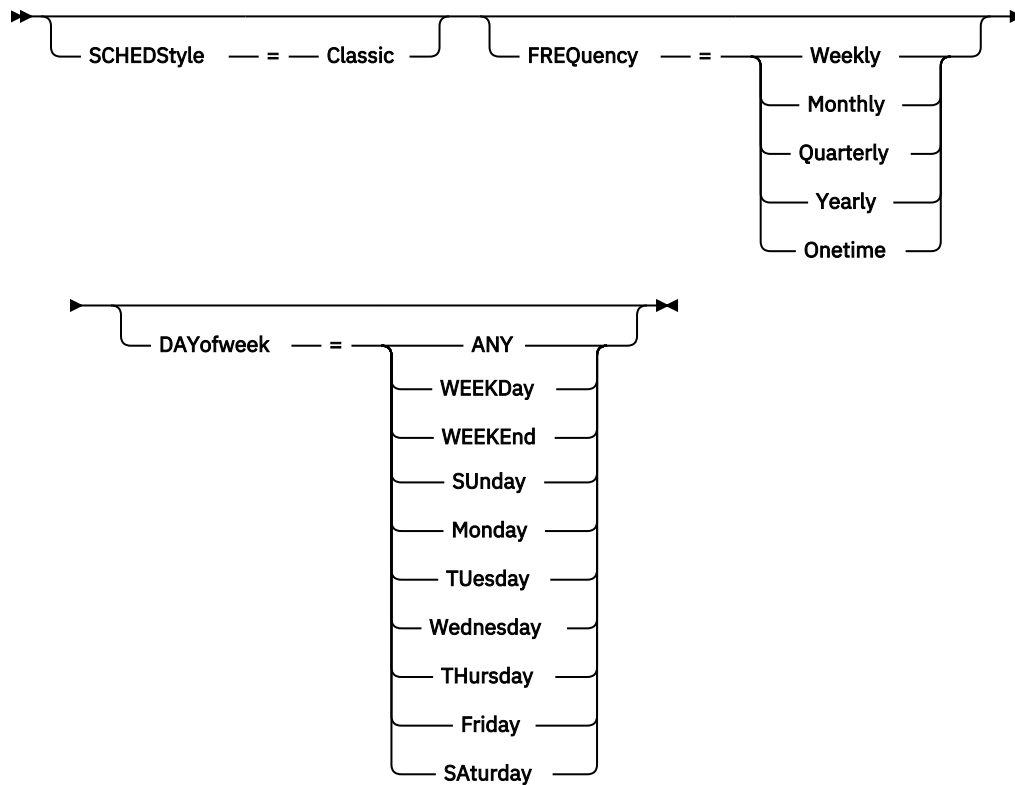 SCHEDStyle = Classic FREQuency = Weekly
Monthly
Quarterly
Yearly
Onetime
DAYofweek = ANY
WEEKDay
WEEKEnd
SUnday
Monday
TUesday
Wednesday
THursday
Friday
SAturday